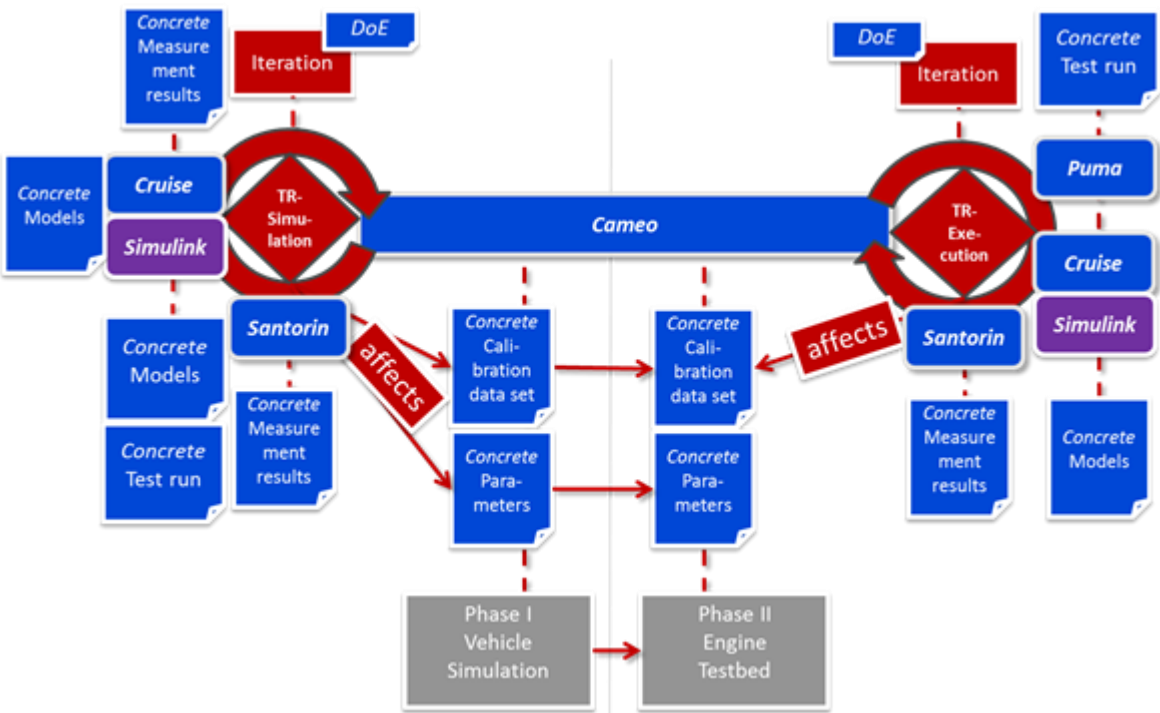 Concrete
Measure
ment
results
Iteration
DoE
DoE
Iteration
Concrete
Test run
Concrete
Models
Cruise
Simulink
TR-
Simu-
lation
Cameo
TR-
Exe-
cution
Puma
Cruise
Simulink
Santorin
Santorin
affects
affects
Concrete
Models
Concrete
Test run
Concrete
Measure
ment
results
Concrete
Cali-
bration
data set
Concrete
Cali-
bration
data set
Concrete
Para-
meters
Concrete
Para-
meters
Concrete
Measure
ment
results
Concrete
Models
Phase I
Vehicle
Simulation
Phase II
Engine
Testbed